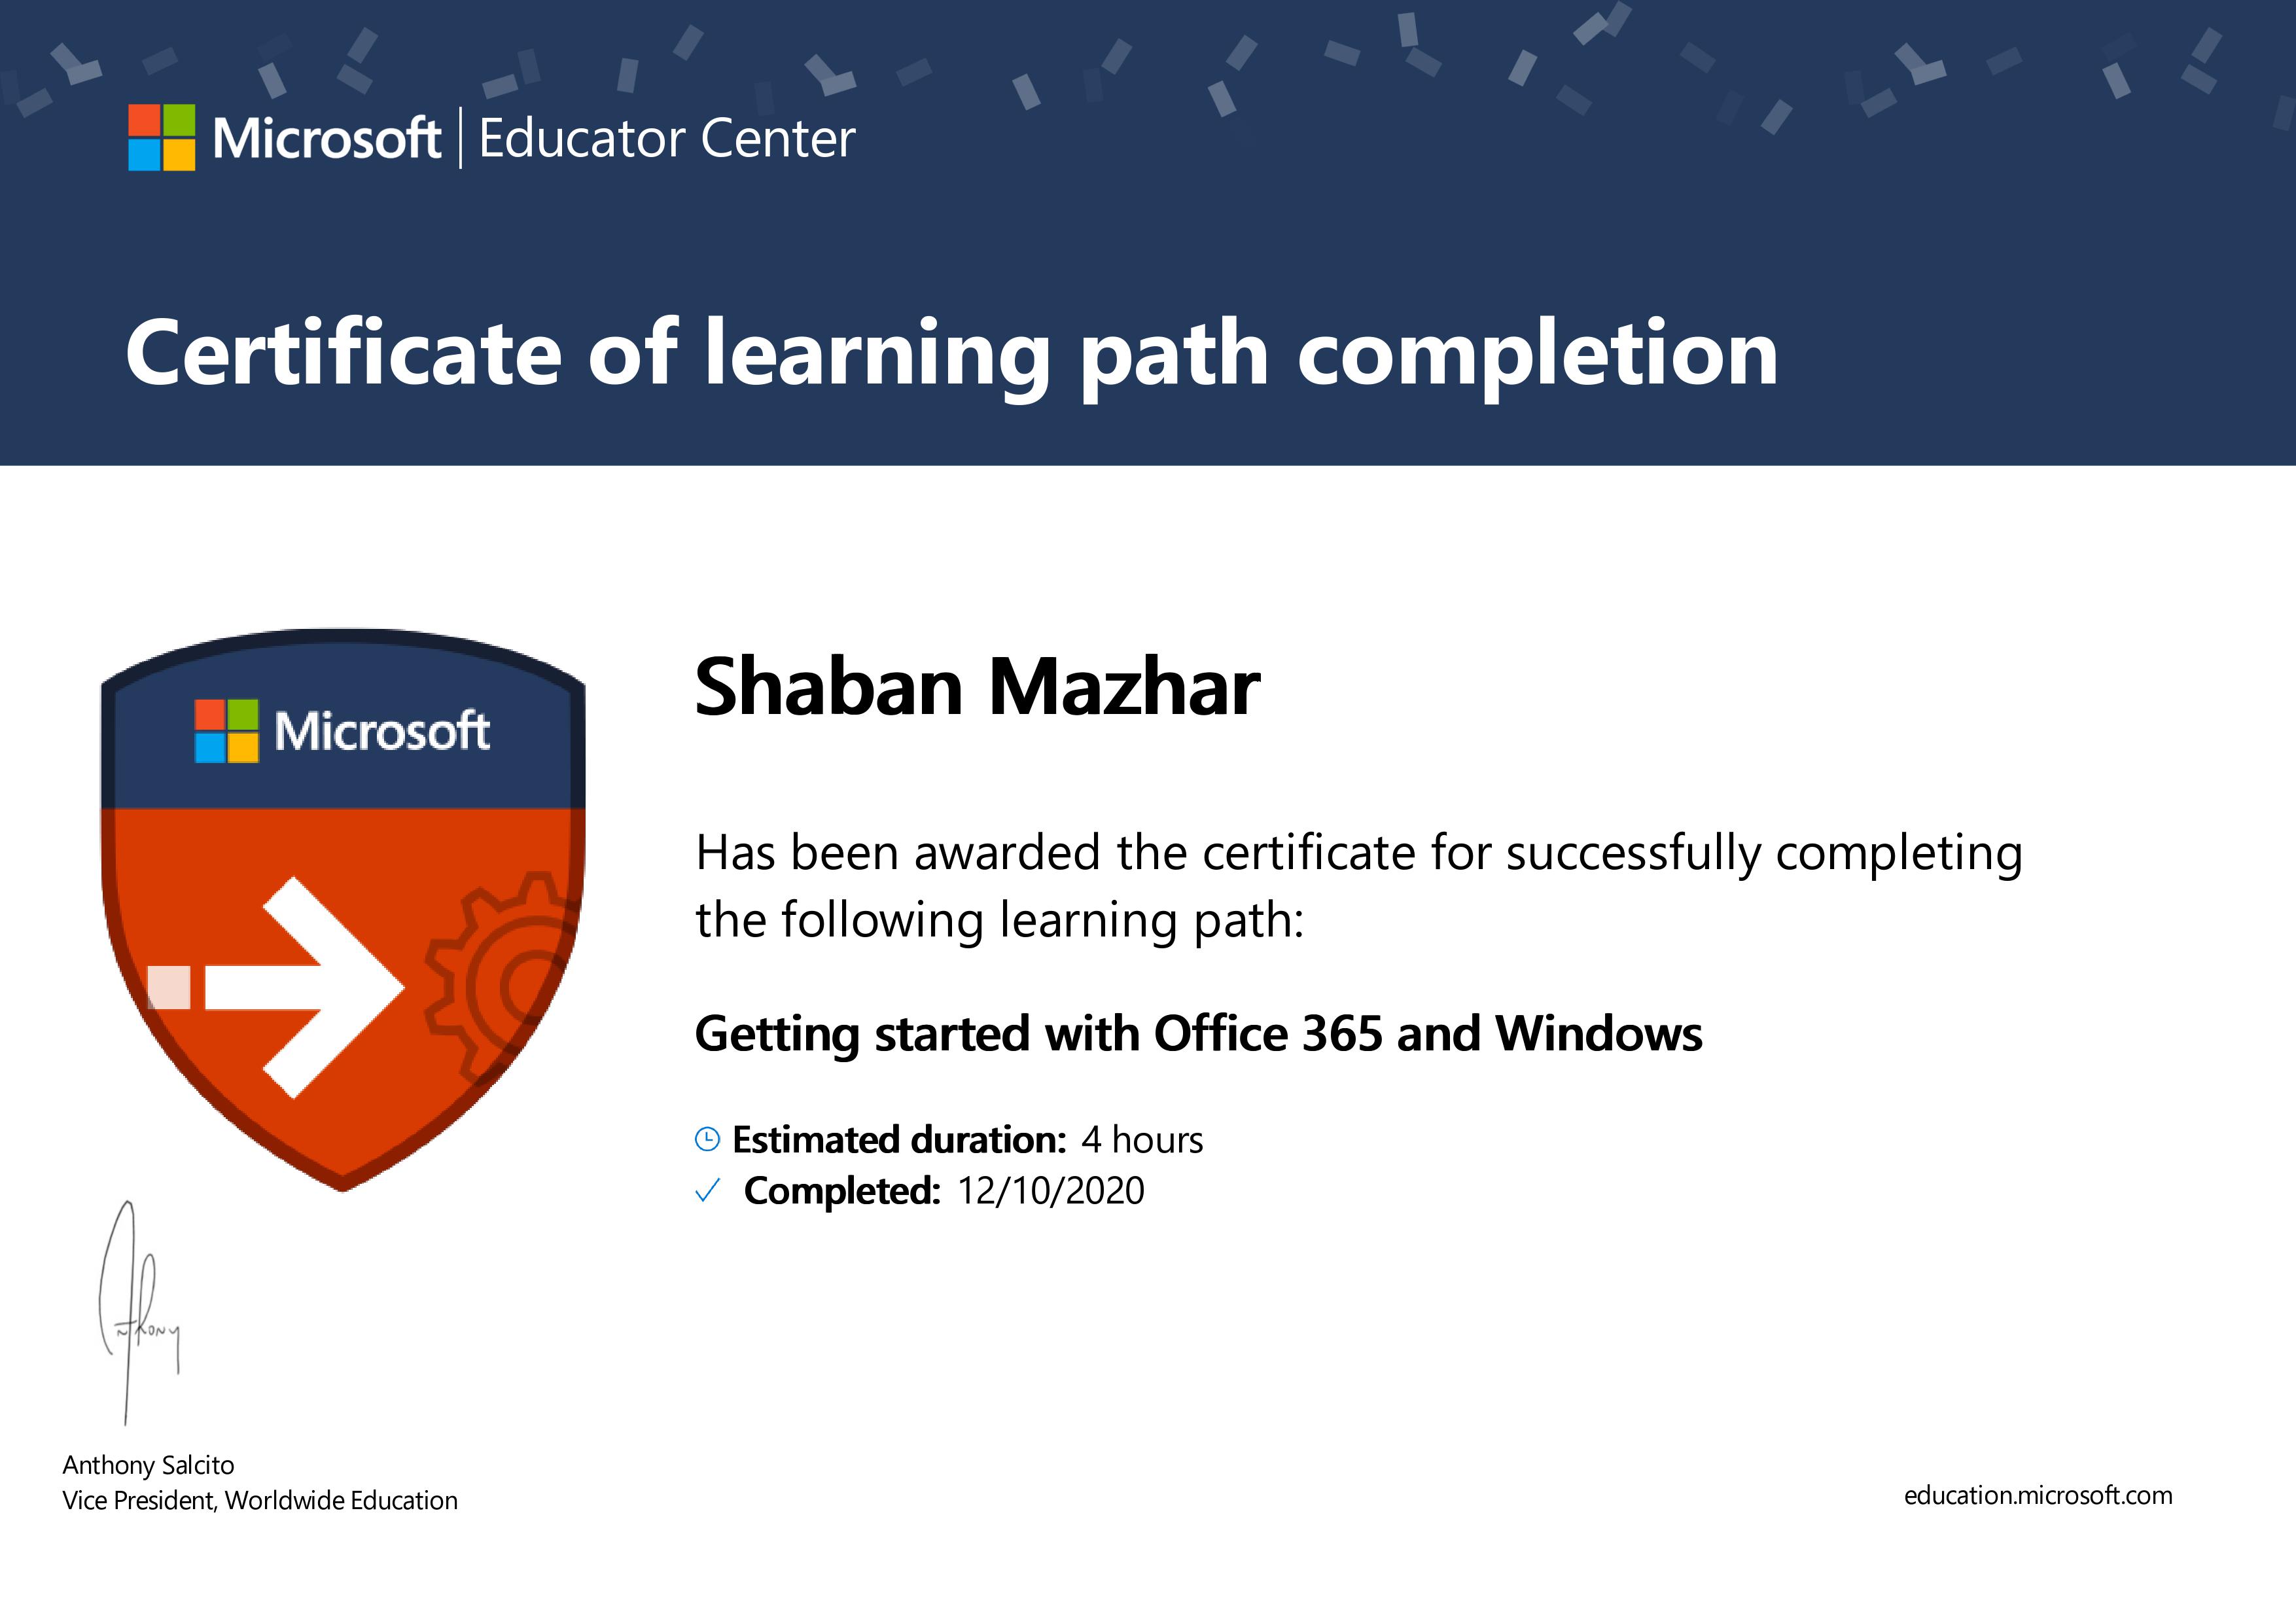 Microsoft | Educator Center
Certificate of learning path completion
Microsoft
Shaban Mazhar
Has been awarded the certificate for successfully completing
the following learning path:
Getting started with Office 365 and Windows
Estimated duration: 4 hours
Completed: 12/10/2020
Anthony
Anthony Salcito
Vice President, Worldwide Education
education.microsoft.com